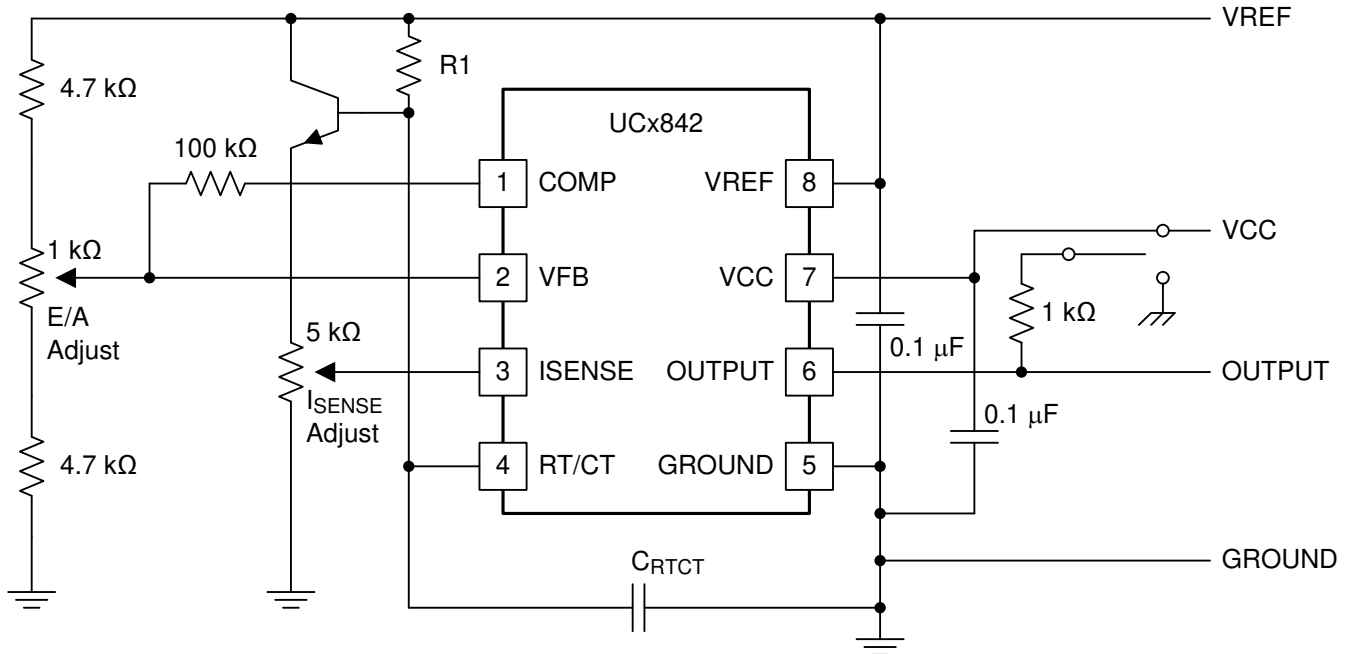 VREF
4.7 kΩ
R1
UCx842
100 kΩ
1 COMP
VREF 8
1 kΩ
E/A
Adjust
2 VFB
VCC 7
VCC
1 kΩ
0.1 μF
5 kΩ
ISENSE
Adjust
3 ISENSE
OUTPUT 6
OUTPUT
0.1 μF
4.7 kΩ
4 RT/CT
GROUND 5
CRTCT
GROUND